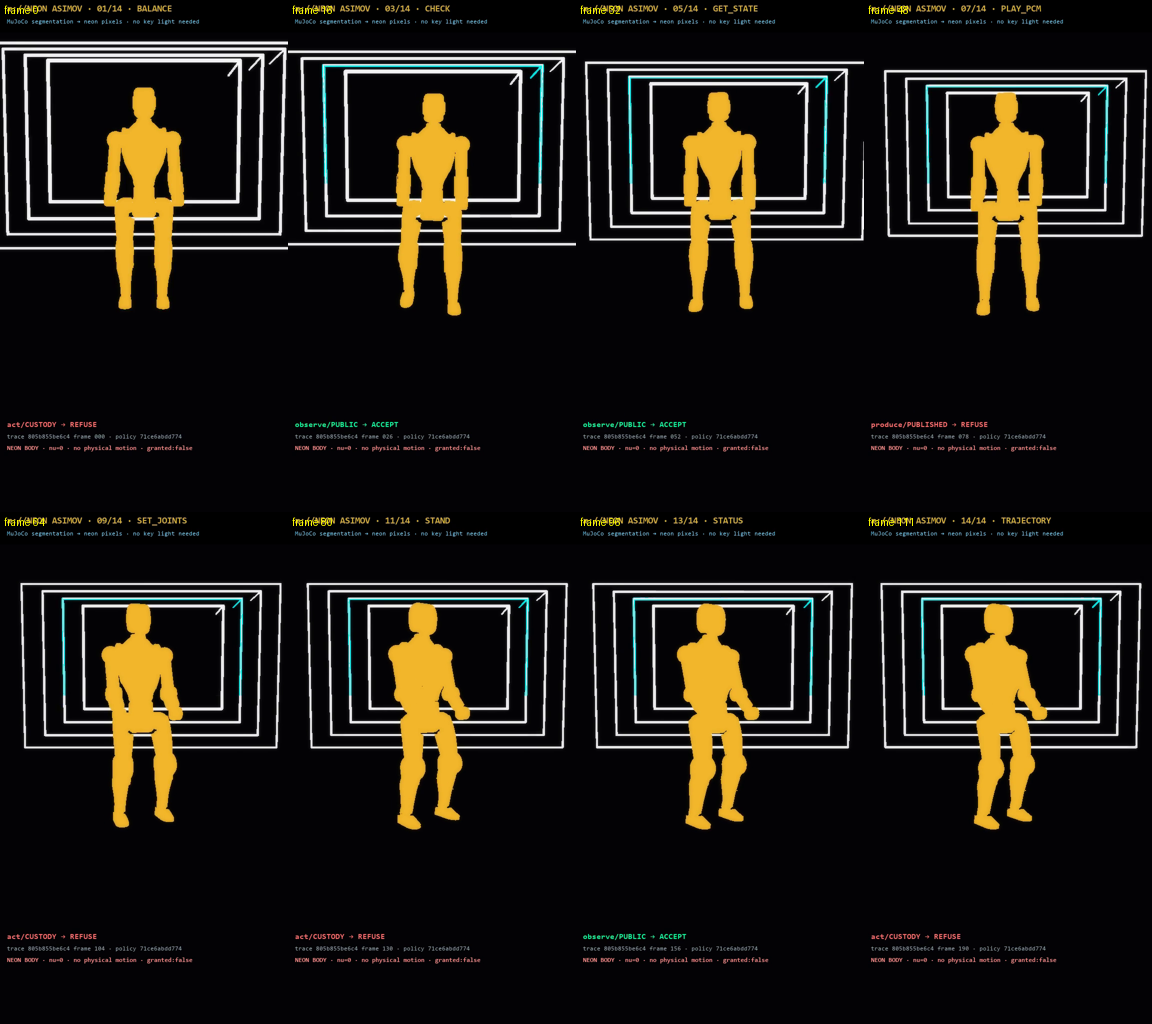 frame 0
ASIMOV · 01/14 · BALANCE
MuJoCo segmentation → neon pixels · no key light needed
act/CUSTODY → REFUSE
trace 805b855be6c4 frame 000 · policy 71ce6abdd774
NEON BODY · nu=0 · no physical motion · granted:false
ASIMOV · 03/14 · CHECK
MuJoCo segmentation → neon pixels · no key light needed
observe/PUBLIC → ACCEPT
trace 805b855be6c4 frame 026 · policy 71ce6abdd774
NEON BODY · nu=0 · no physical motion · granted:false
ASIMOV · 05/14 · GET_STATE
MuJoCo segmentation → neon pixels · no key light needed
observe/PUBLIC → ACCEPT
trace 805b855be6c4 frame 052 · policy 71ce6abdd774
NEON BODY · nu=0 · no physical motion · granted:false
ASIMOV · 07/14 · PLAY_PCM
MuJoCo segmentation → neon pixels · no key light needed
produce/PUBLISHED → REFUSE
trace 805b855be6c4 frame 078 · policy 71ce6abdd774
NEON BODY · nu=0 · no physical motion · granted:false
ASIMOV · 09/14 · SET_JOINTS
MuJoCo segmentation → neon pixels · no key light needed
act/CUSTODY → REFUSE
trace 805b855be6c4 frame 104 · policy 71ce6abdd774
NEON BODY · nu=0 · no physical motion · granted:false
ASIMOV · 11/14 · STAND
MuJoCo segmentation → neon pixels · no key light needed
act/CUSTODY → REFUSE
trace 805b855be6c4 frame 130 · policy 71ce6abdd774
NEON BODY · nu=0 · no physical motion · granted:false
ASIMOV · 13/14 · STATUS
MuJoCo segmentation → neon pixels · no key light needed
observe/PUBLIC → ACCEPT
trace 805b855be6c4 frame 156 · policy 71ce6abdd774
NEON BODY · nu=0 · no physical motion · granted:false
ASIMOV · 14/14 · TRAJECTORY
MuJoCo segmentation → neon pixels · no key light needed
act/CUSTODY → REFUSE
trace 805b855be6c4 frame 190 · policy 71ce6abdd774
NEON BODY · nu=0 · no physical motion · granted:false